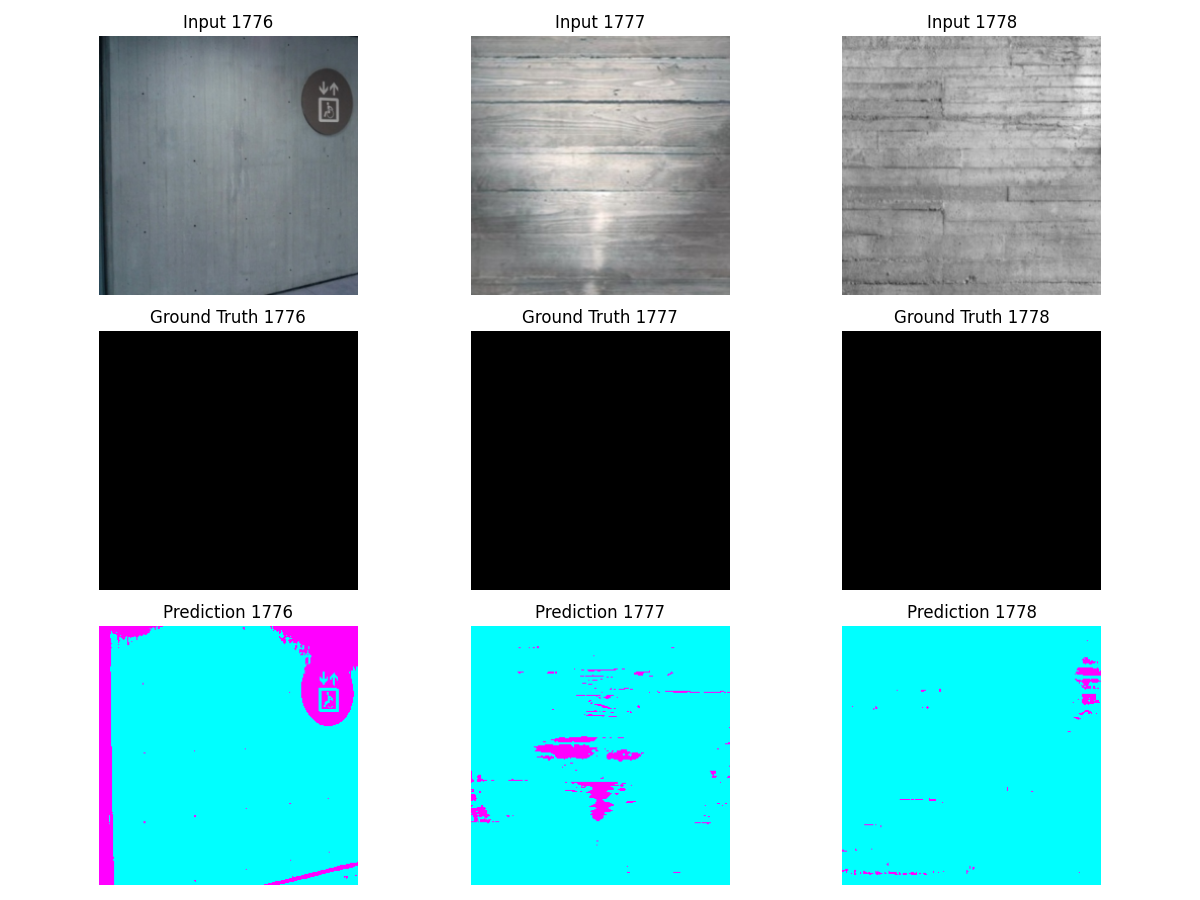 Input 1776
Input 1777
Input 1778
Ground Truth 1776
Ground Truth 1777
Ground Truth 1778
Prediction 1776
Prediction 1777
Prediction 1778